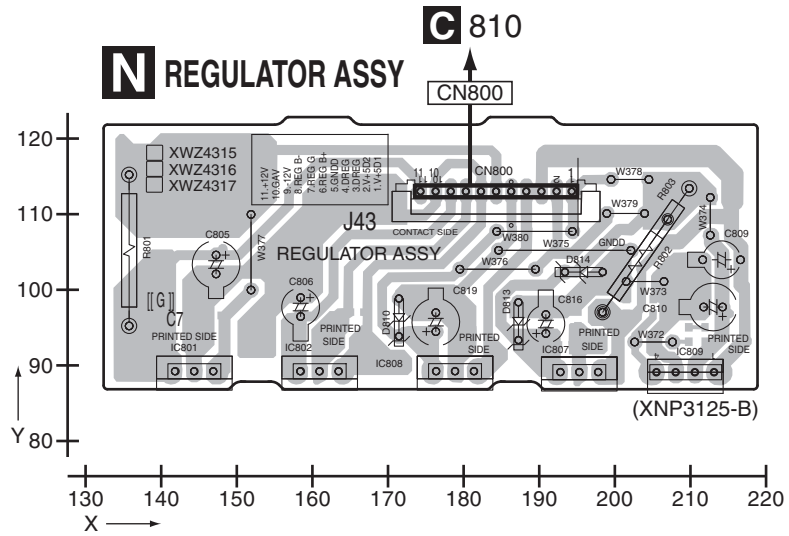 C 810
N REGULATOR ASSY
CN800
120
110
100
90
80
Y
XWZ4315
XWZ4316
XWZ4317
11.+12V
10.GAV
9.-12V
8.REG B-
7.REG G
6.REG B+
5.GNDD
4.DREG
3.DREG
2.V+5D2
1.V+5D1
11 10
11 10
CN800
2 1
J43
CONTACT SIDE
REGULATOR ASSY
W378
W379
W380
W375
W376
GNDD
R803
R802
W374
C809
W373
C810
W372
D814
R801
C805
W377
C806
C819
D810
D813
C816
[[ G ]
C7
PRINTED SIDE
IC801
IC802
PRINTED
SIDE
IC808
PRINTED
SIDE
IC807
PRINTED
SIDE
IC809
PRINTED
SIDE
(XNP3125-B)
130 140 150 160 170 180 190 200 210 220
X